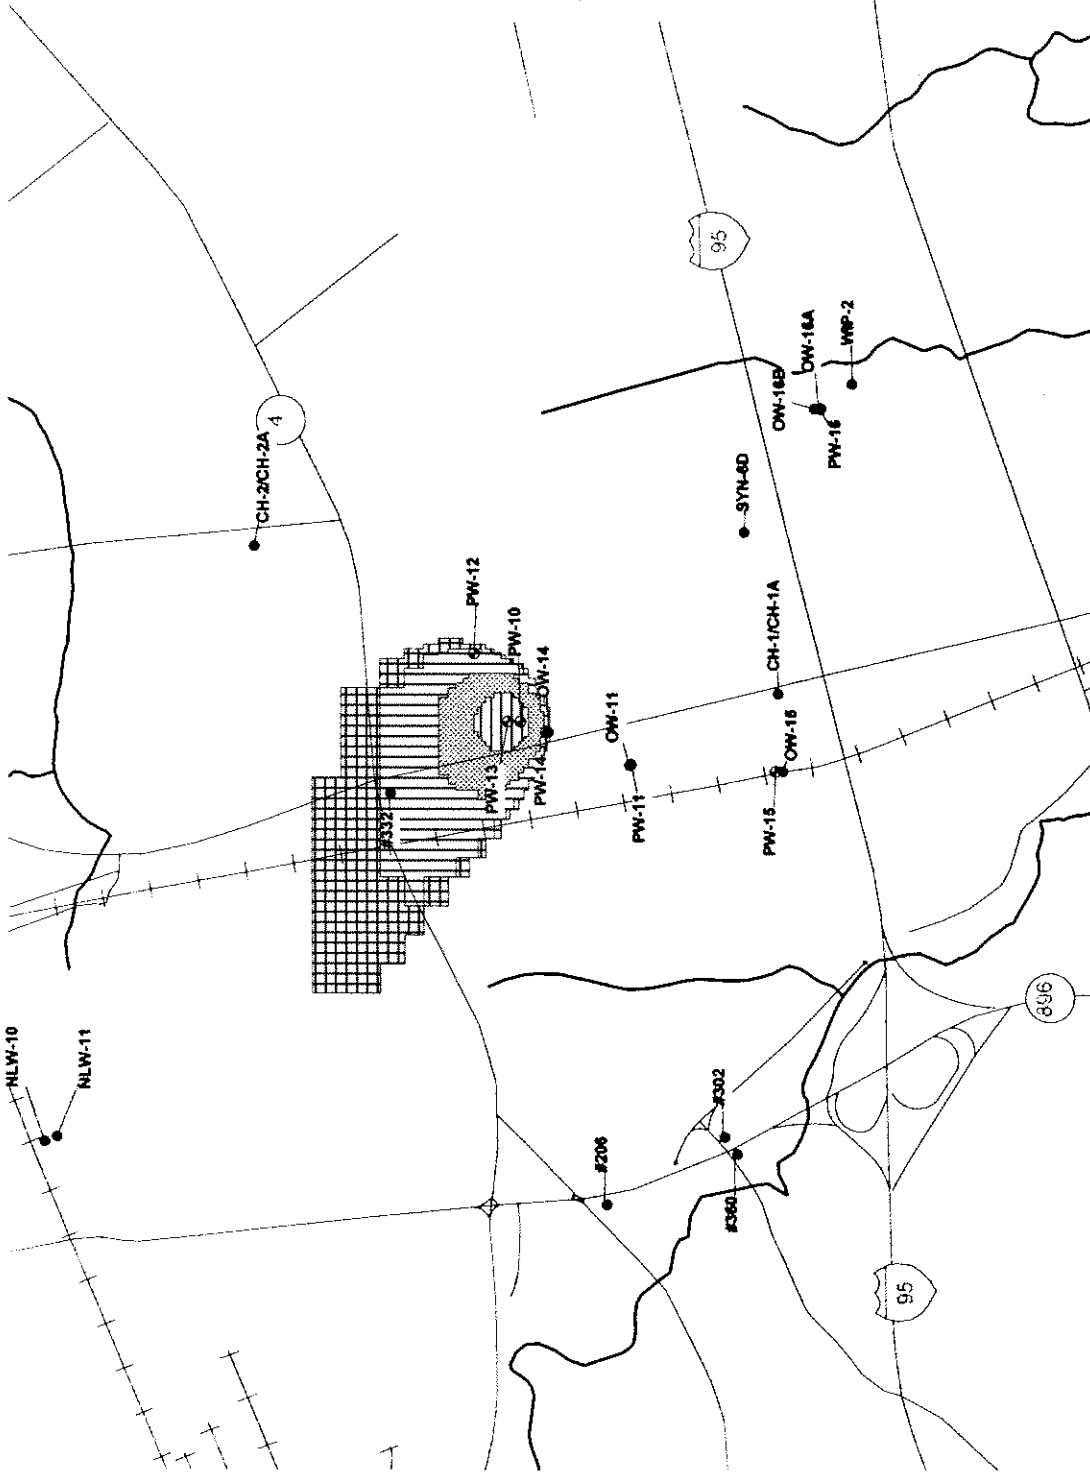 NLW-10
NLW-11
CH-2/CH-2A
4
#332
PW-12
PW-10
OW-14
PW-13
PW-14
OW-11
PW-11
#206
#302
#360
95
OW-16A
OW-16B
WIP-2
PW-16
SYN-6D
CH-1/CH-1A
OW-15
PW-15
896
95